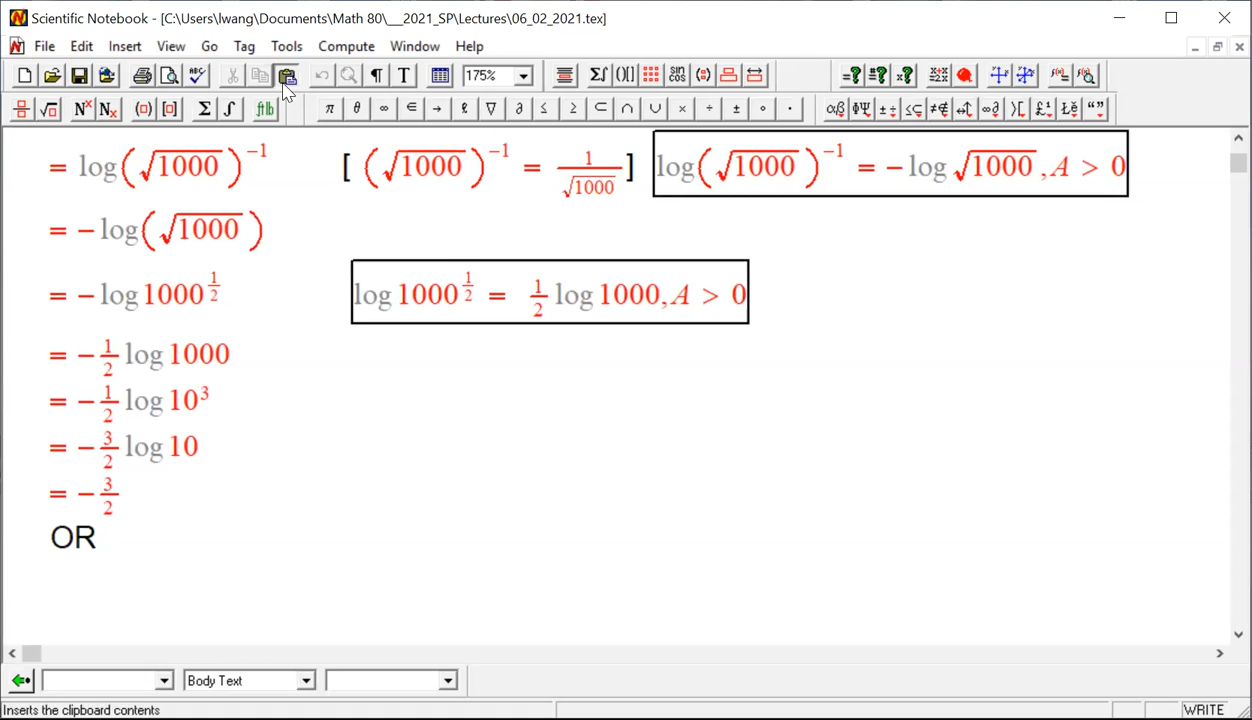 Scientific Notebook - [C:\Users\lwang\Documents\Math 80\__2021_SP\Lectures\06_02_2021.tex]
File Edit Insert View Go Tag Tools Compute Window Help
175%
= log(√1000)⁻¹ [ (√1000)⁻¹ = 1/√1000 ] log(√1000)⁻¹ = −log √1000, A > 0
= −log(√1000)
= −log 1000^(1/2) log 1000^(1/2) = 1/2 log 1000, A > 0
= −1/2 log 1000
= −1/2 log 10³
= −3/2 log 10
= −3/2
OR
Body Text
Inserts the clipboard contents WRITE